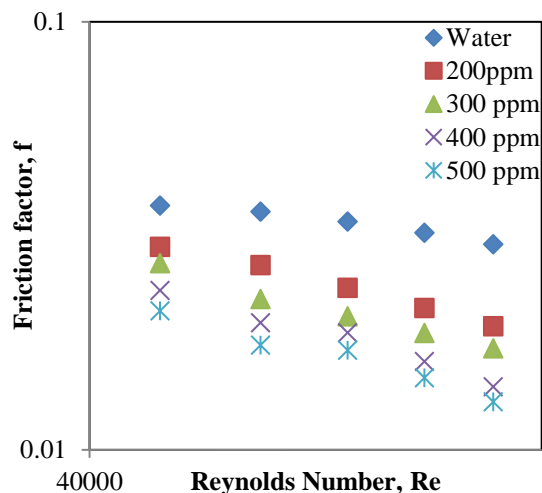 0.1
Water
200ppm
300 ppm
400 ppm
500 ppm
Friction factor, f
0.01
40000
Reynolds Number, Re